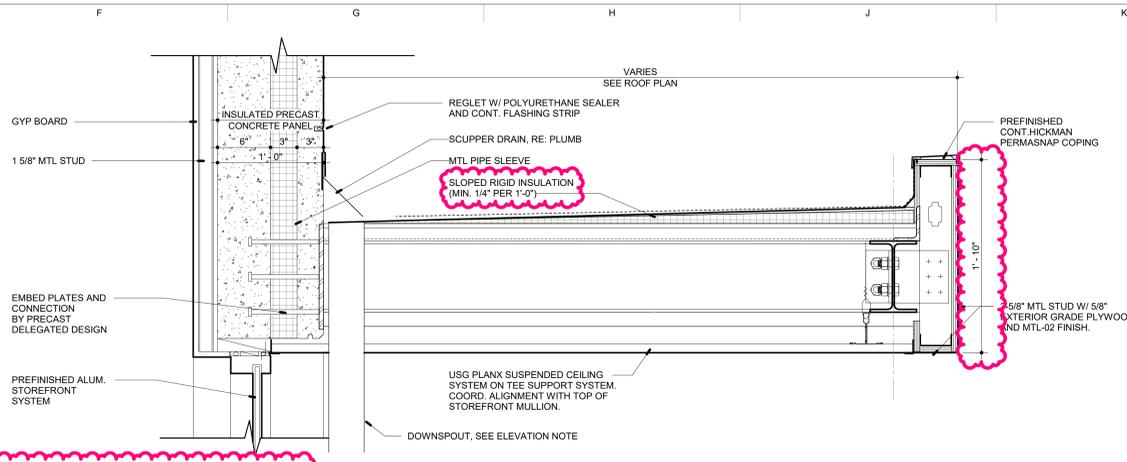 F G H J K
VARIES
SEE ROOF PLAN
GYP BOARD
INSULATED PRECAST
CONCRETE PANEL
6" 3" 3"
1' - 0"
1 5/8" MTL STUD
REGLET W/ POLYURETHANE SEALER
AND CONT. FLASHING STRIP
SCUPPER DRAIN, RE: PLUMB
MTL PIPE SLEEVE
SLOPED RIGID INSULATION
(MIN. 1/4" PER 1'-0")
PREFINISHED
CONT.HICKMAN
PERMASNAP COPING
1' - 10"
EMBED PLATES AND
CONNECTION
BY PRECAST
DELEGATED DESIGN
5/8" MTL STUD W/ 5/8"
EXTERIOR GRADE
AND MTL-02 FINISH.
PREFINISHED ALUM.
STOREFRONT
SYSTEM
USG PLANX SUSPENDED CEILING
SYSTEM ON TEE SUPPORT SYSTEM.
COORD. ALIGNMENT WITH TOP OF
STOREFRONT MULLION.
DOWNSPOUT, SEE ELEVATION NOTE